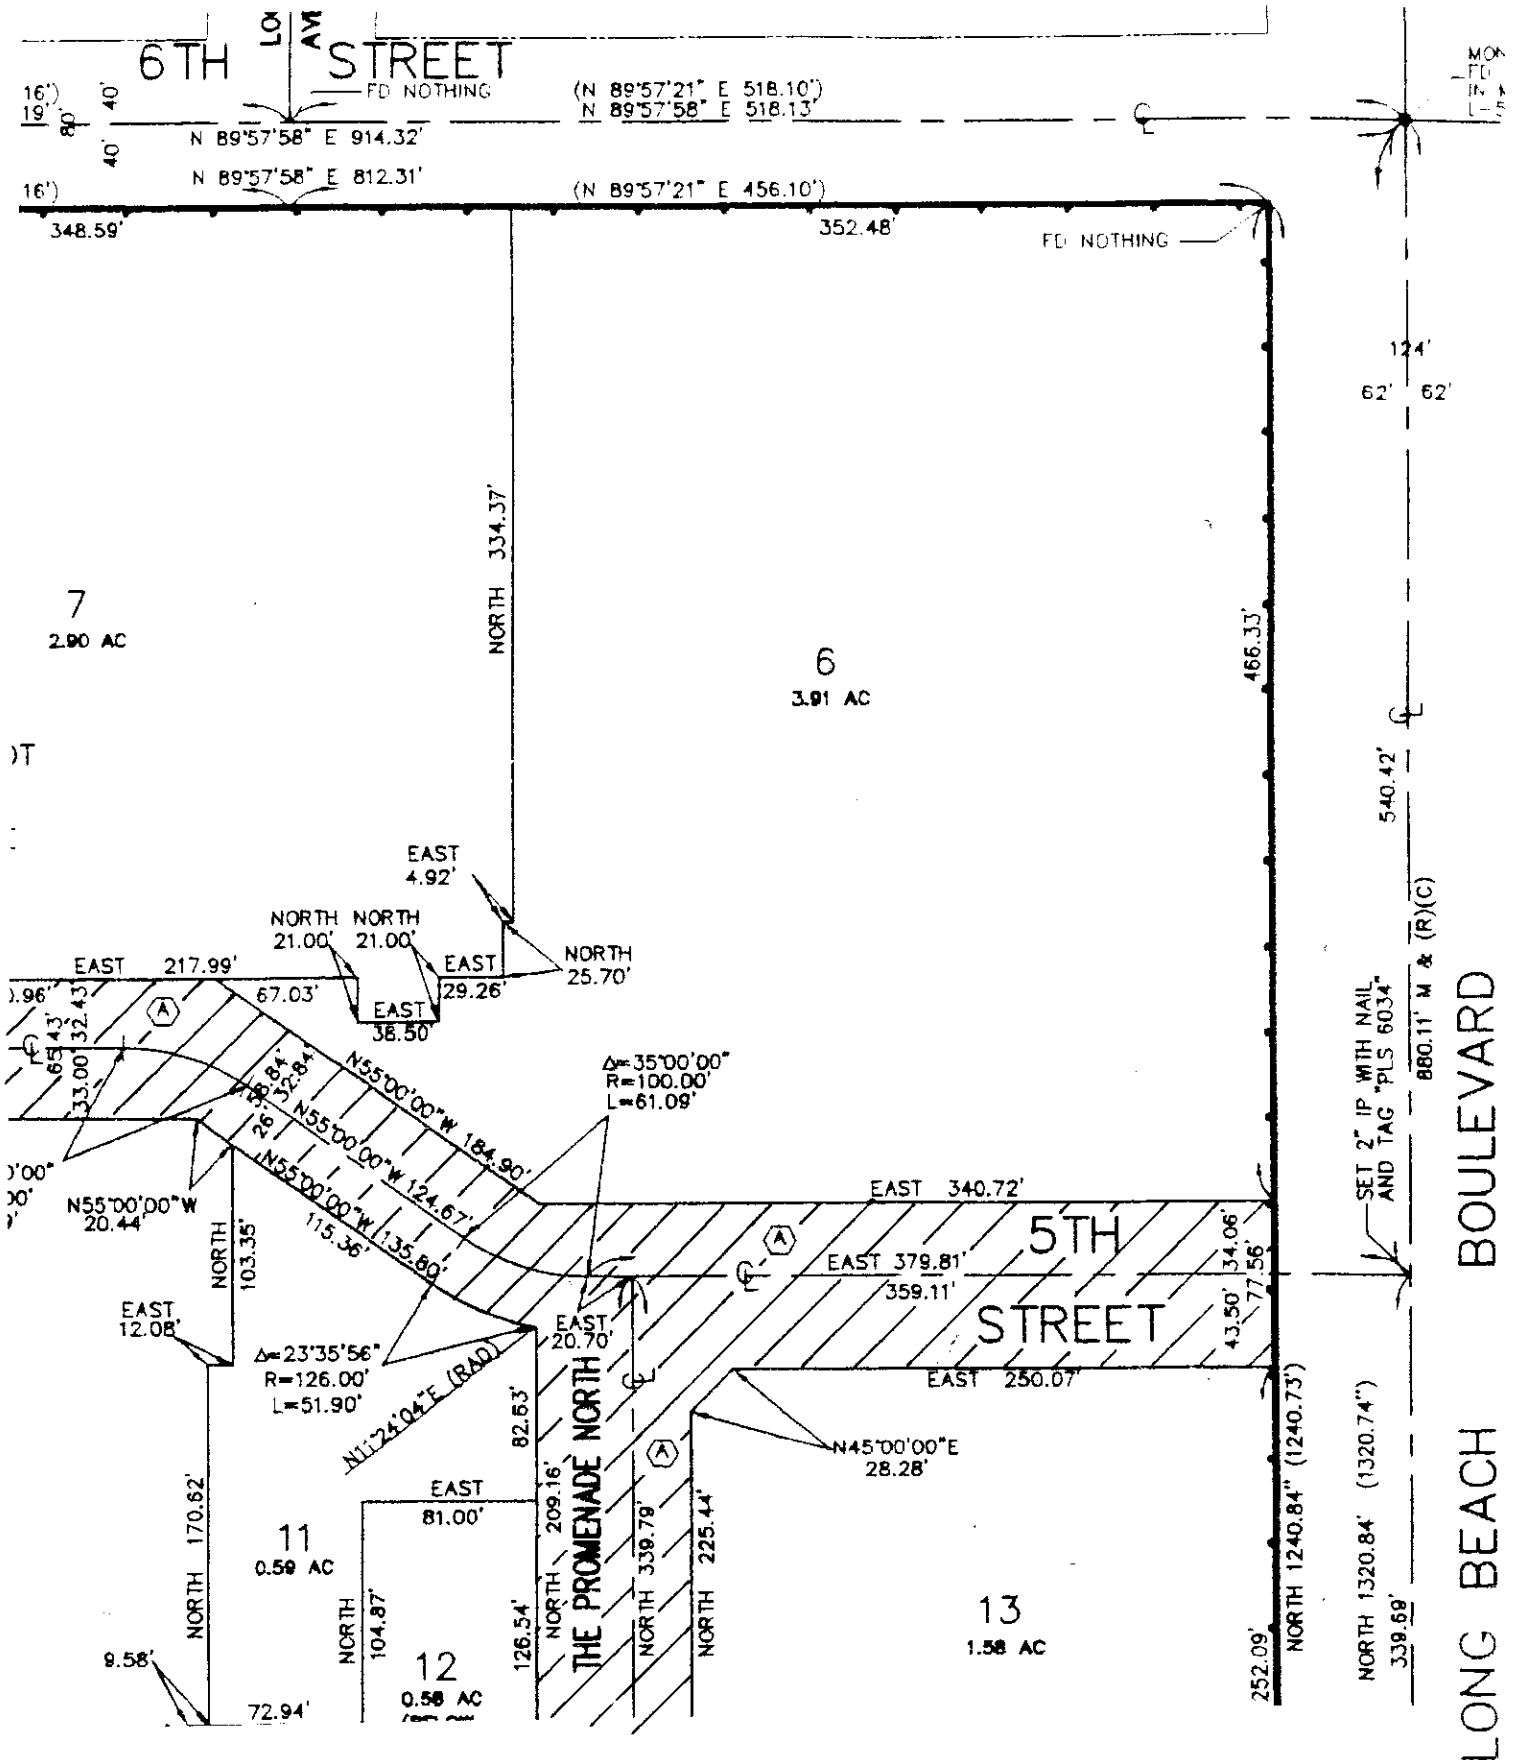 6TH STREET
FD NOTHING
16')
19'
80'
40'
40'
(N 89°57'21" E 518.10')
N 89°57'58" E 518.13'
N 89°57'58" E 914.32'
N 89°57'58" E 812.31'
(N 89°57'21" E 456.10')
16')
348.59'
352.48'
FD NOTHING
124'
62' 62'
NORTH 334.37'
7
2.90 AC
6
3.91 AC
466.33'
540.42'
EAST
4.92'
NORTH NORTH
21.00' 21.00'
NORTH
25.70'
EAST 217.99'
EAST
29.26'
67.03'
EAST
38.50'
65.43'
33.00' 32.43'
A
58.84'
26' 32.84'
N55°00'00"W 184.90'
N55°00'00"W 124.67'
N55°00'00"W (135.80')
115.36'
Δ=35°00'00"
R=100.00'
L=61.09'
N55°00'00"W
20.44'
NORTH
103.35'
EAST
12.08'
Δ=23°35'56"
R=126.00'
L=51.90'
N11°24'04"E (RAD)
EAST
20.70'
EAST 340.72'
5TH
A
EAST 379.81'
359.11'
STREET
43.50' 34.06'
77.56'
EAST 250.07'
N45°00'00"E
28.28'
A
SET 2" IP WITH NAIL
AND TAG "PLS 6034"
880.11' M & (R)(C)
LONG BEACH BOULEVARD
THE PROMENADE NORTH
82.63'
NORTH 209.16'
126.54'
NORTH 339.79'
NORTH 225.44'
EAST
81.00'
NORTH 170.62'
11
0.59 AC
NORTH
104.87'
12
0.58 AC
9.58'
72.94'
13
1.58 AC
252.09'
NORTH 1240.84" (1240.73')
NORTH 1320.84' (1320.74")
339.69'